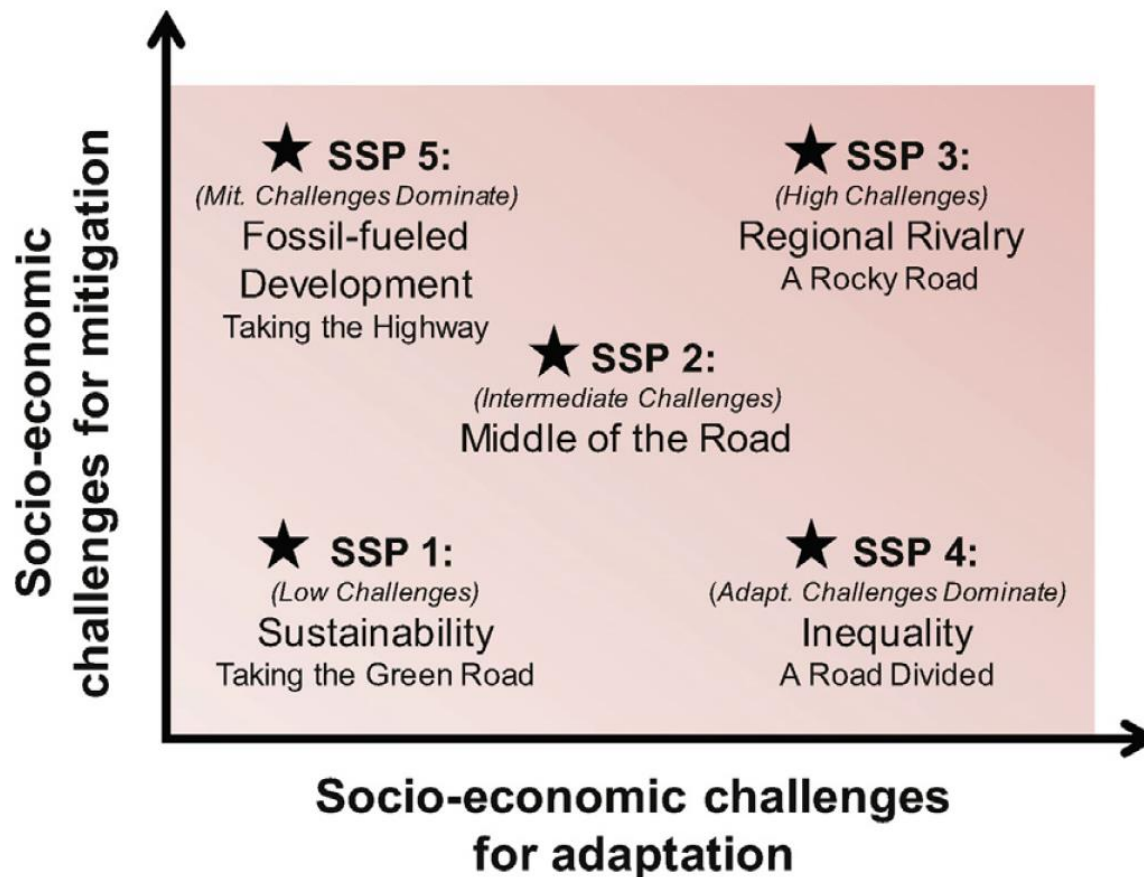 Socio-economic
challenges for mitigation
SSP 5:
(Mit. Challenges Dominate)
Fossil-fueled
Development
Taking the Highway
SSP 3:
(High Challenges)
Regional Rivalry
A Rocky Road
SSP 2:
(Intermediate Challenges)
Middle of the Road
SSP 1:
(Low Challenges)
Sustainability
Taking the Green Road
SSP 4:
(Adapt. Challenges Dominate)
Inequality
A Road Divided
Socio-economic challenges
for adaptation